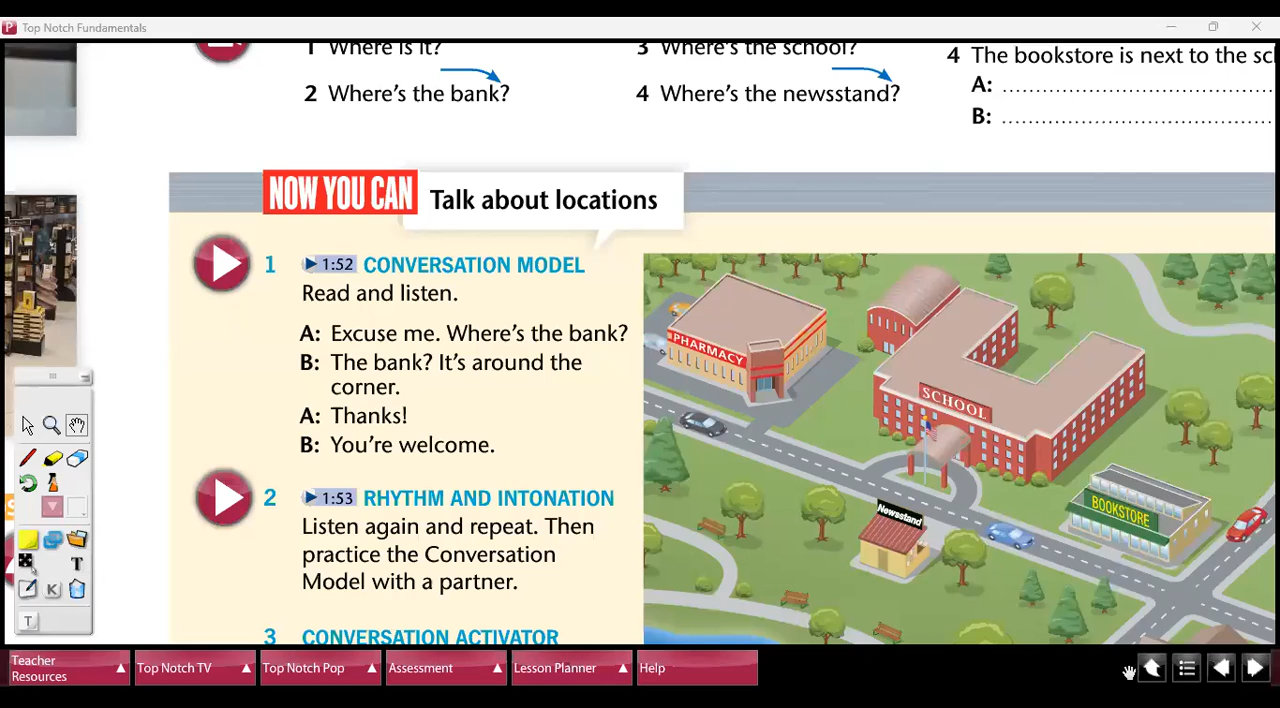 Top Notch Fundamentals
1 Where is it?
2 Where's the bank?
3 Where's the school?
4 Where's the newsstand?
4 The bookstore is next to the sc
A:
B:
NOW YOU CAN Talk about locations
1 1:52 CONVERSATION MODEL
Read and listen.
A: Excuse me. Where's the bank?
B: The bank? It's around the
corner.
A: Thanks!
B: You're welcome.
2 1:53 RHYTHM AND INTONATION
Listen again and repeat. Then
practice the Conversation
Model with a partner.
3 CONVERSATION ACTIVATOR
PHARMACY
SCHOOL
Newsstand
BOOKSTORE
T
K
T
Teacher
Resources
Top Notch TV
Top Notch Pop
Assessment
Lesson Planner
Help